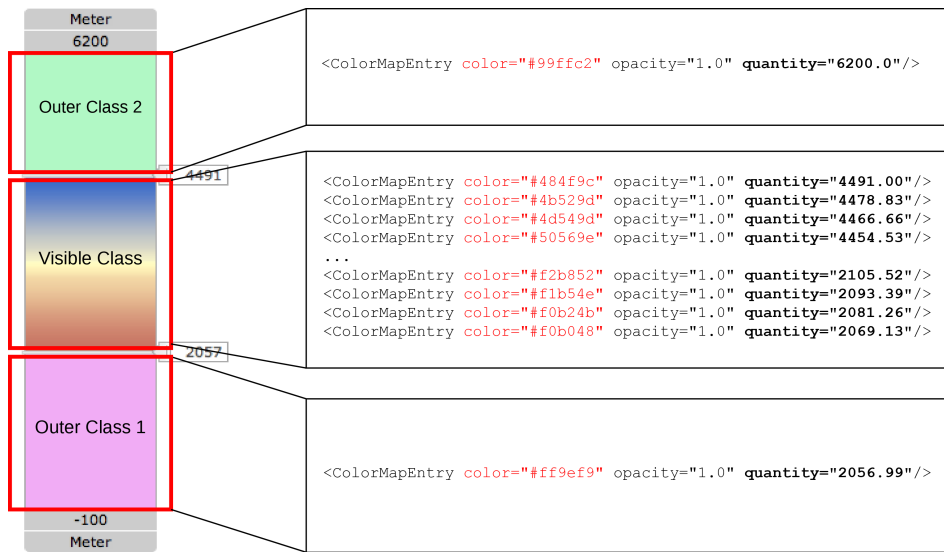 Meter
6200
Outer Class 2
4491
Visible Class
2057
Outer Class 1
-100
Meter
<ColorMapEntry color="#99ffc2" opacity="1.0" quantity="6200.0"/>
<ColorMapEntry color="#484f9c" opacity="1.0" quantity="4491.00"/>
<ColorMapEntry color="#4b529d" opacity="1.0" quantity="4478.83"/>
<ColorMapEntry color="#4d549d" opacity="1.0" quantity="4466.66"/>
<ColorMapEntry color="#50569e" opacity="1.0" quantity="4454.53"/>
...
<ColorMapEntry color="#f2b852" opacity="1.0" quantity="2105.52"/>
<ColorMapEntry color="#f1b54e" opacity="1.0" quantity="2093.39"/>
<ColorMapEntry color="#f0b24b" opacity="1.0" quantity="2081.26"/>
<ColorMapEntry color="#f0b048" opacity="1.0" quantity="2069.13"/>
<ColorMapEntry color="#ff9ef9" opacity="1.0" quantity="2056.99"/>